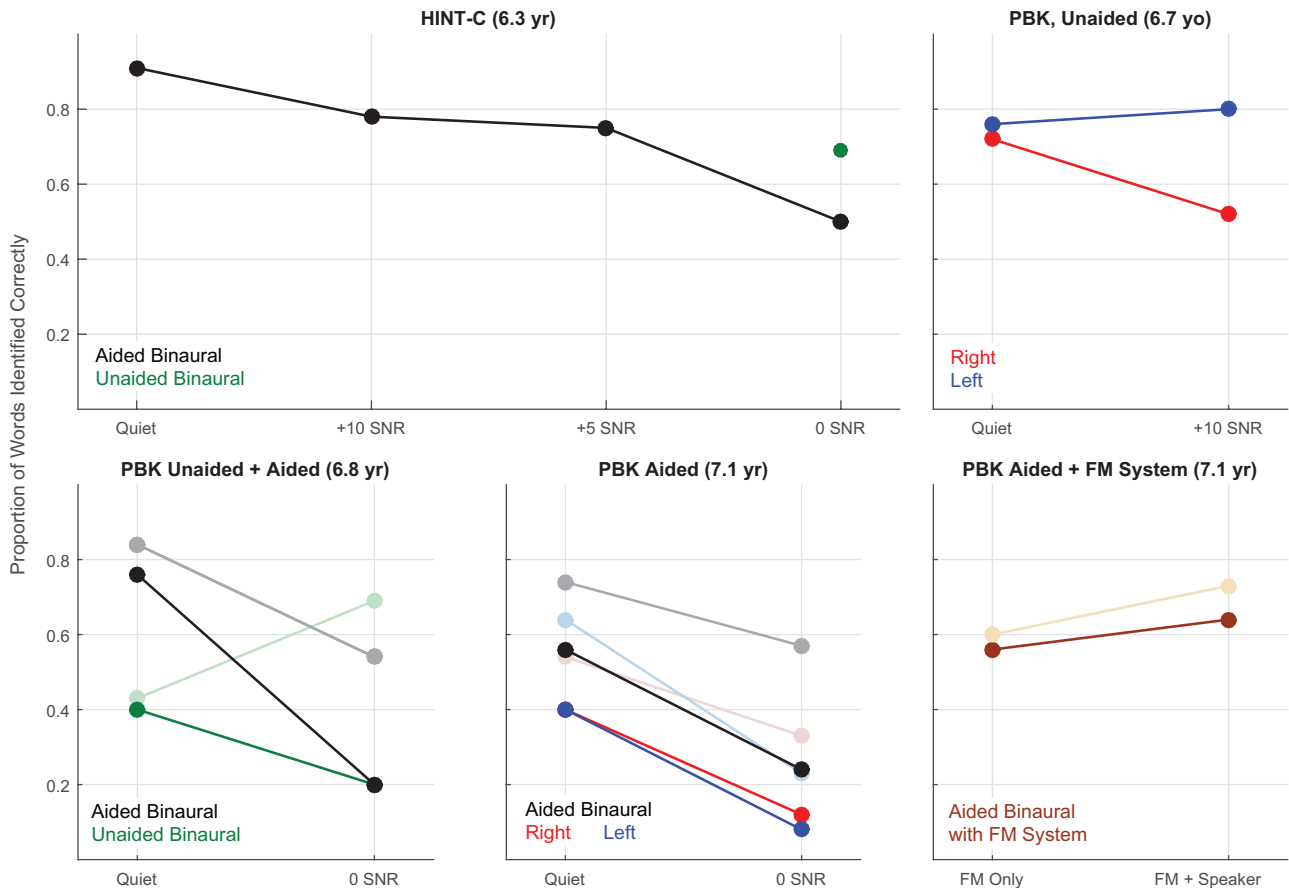 HINT-C (6.3 yr)
PBK, Unaided (6.7 yo)
Proportion of Words Identified Correctly
0.8
0.6
0.4
0.2
Aided Binaural
Unaided Binaural
Quiet
+10 SNR
+5 SNR
0 SNR
Right
Left
Quiet
+10 SNR
PBK Unaided + Aided (6.8 yr)
PBK Aided (7.1 yr)
PBK Aided + FM System (7.1 yr)
0.8
0.6
0.4
0.2
Aided Binaural
Unaided Binaural
Quiet
0 SNR
Aided Binaural
Right Left
Quiet
0 SNR
Aided Binaural
with FM System
FM Only
FM + Speaker